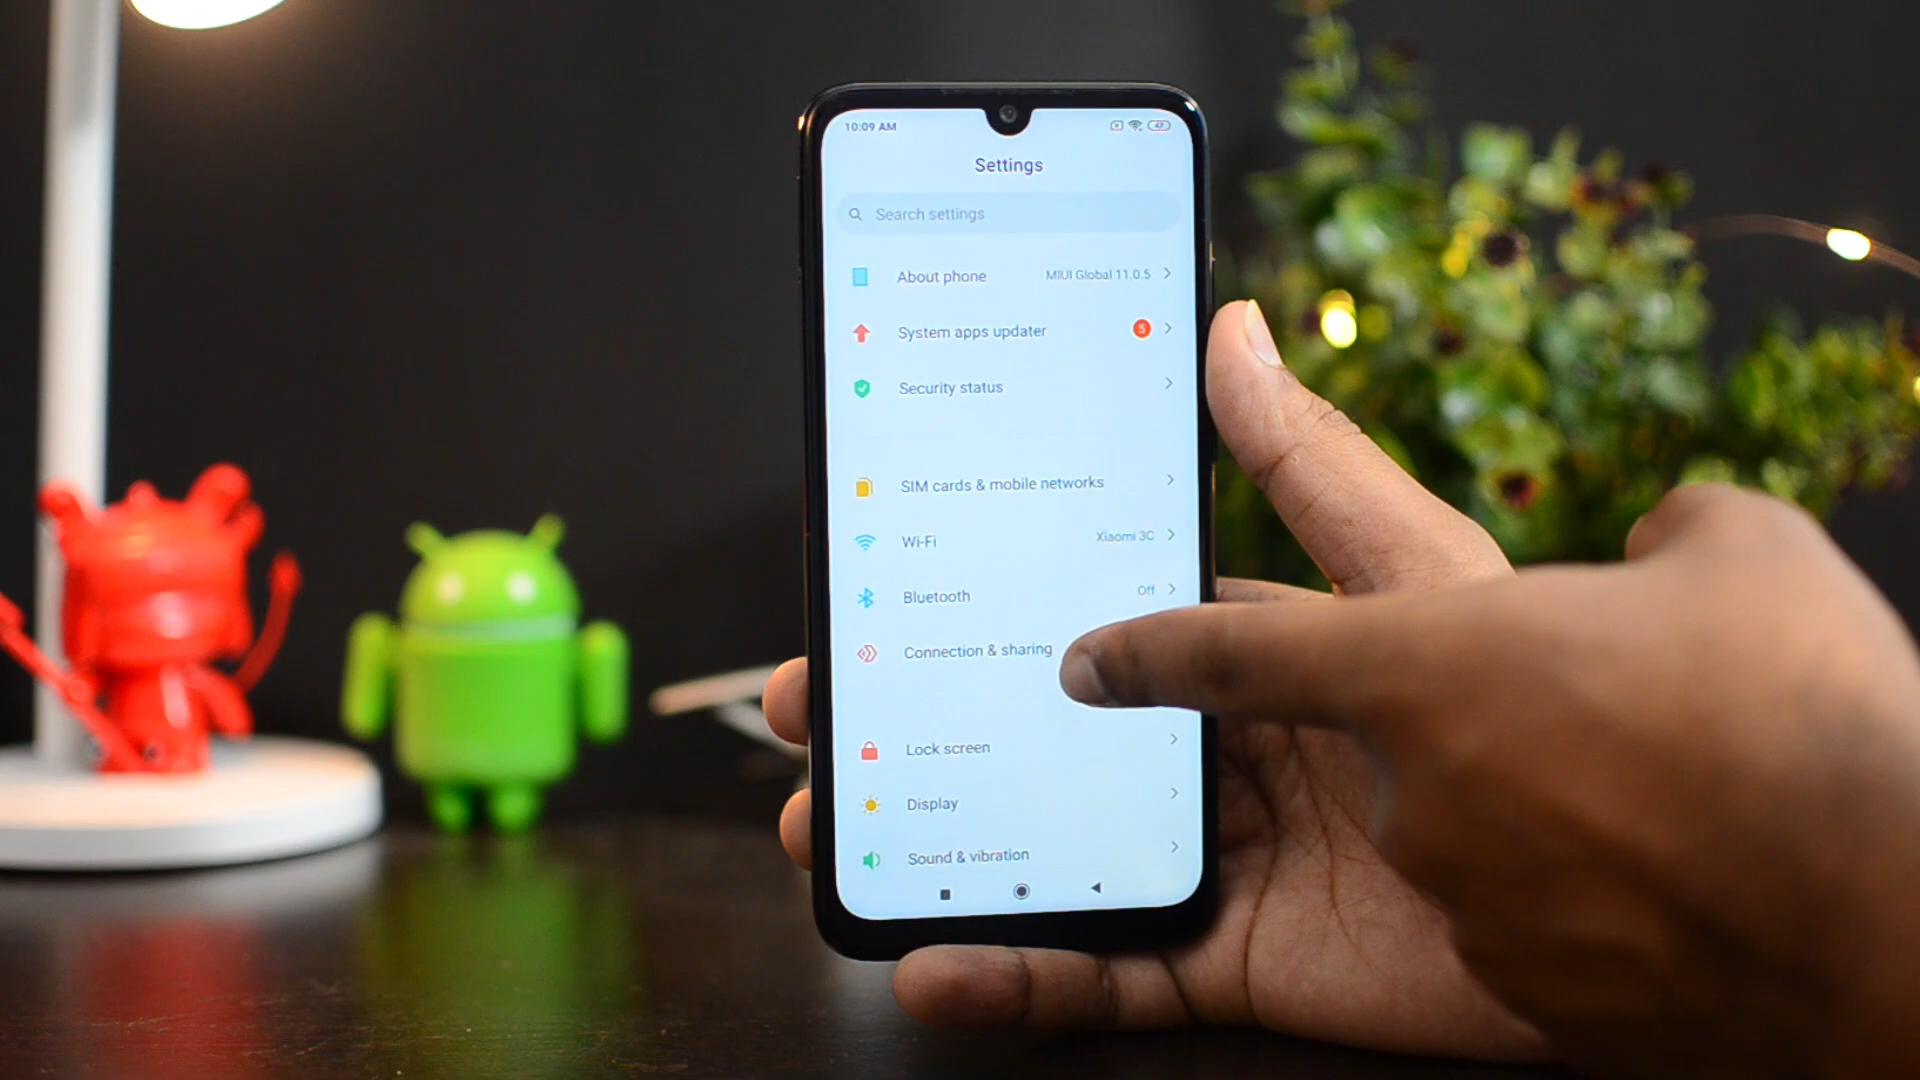 10:09 AM 47
Settings
Search settings
About phone MIUI Global 11.0.5
System apps updater 5
Security status
SIM cards & mobile networks
Wi-Fi Xiaomi 3C
Bluetooth Off
Connection & sharing
Lock screen
Display
Sound & vibration